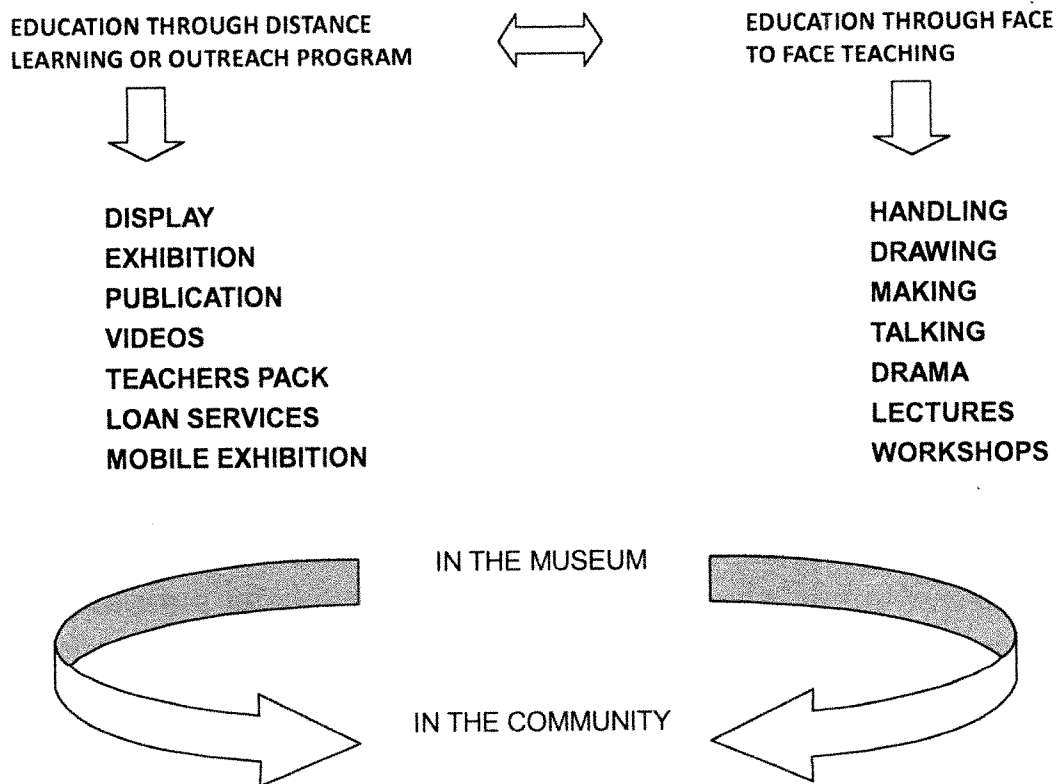 EDUCATION THROUGH DISTANCE
LEARNING OR OUTREACH PROGRAM
EDUCATION THROUGH FACE
TO FACE TEACHING
DISPLAY
EXHIBITION
PUBLICATION
VIDEOS
TEACHERS PACK
LOAN SERVICES
MOBILE EXHIBITION
HANDLING
DRAWING
MAKING
TALKING
DRAMA
LECTURES
WORKSHOPS
IN THE MUSEUM
IN THE COMMUNITY